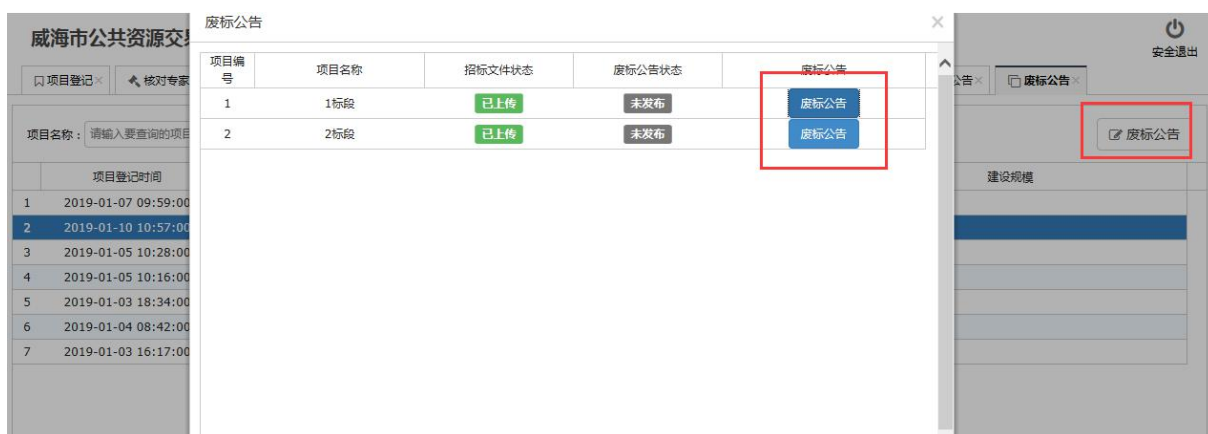 威海市公共资源交易
废标公告
安全退出
项目登记
核对专家
公告
废标公告
项目名称：
请输入要查询的项目
废标公告
项目编号 项目名称 招标文件状态 废标公告状态 废标公告
1 1标段 已上传 未发布 废标公告
2 2标段 已上传 未发布 废标公告
项目登记时间 建设规模
1 2019-01-07 09:59:00
2 2019-01-10 10:57:00
3 2019-01-05 10:28:00
4 2019-01-05 10:16:00
5 2019-01-03 18:34:00
6 2019-01-04 08:42:00
7 2019-01-03 16:17:00